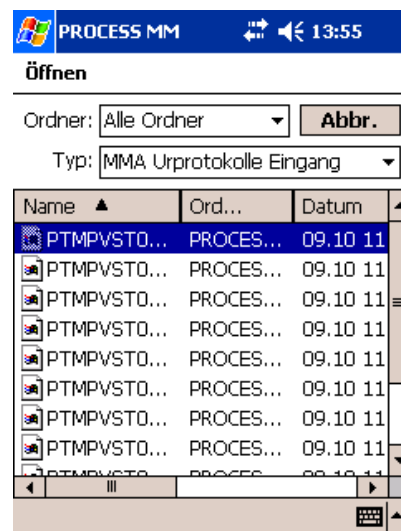 PROCESS MM 13:55
Öffnen
Ordner: Alle Ordner Abbr.
Typ: MMA Urprotokolle Eingang
Name Ord... Datum
PTMPVST0... PROCES... 09.10 11
PTMPVST0... PROCES... 09.10 11
PTMPVST0... PROCES... 09.10 11
PTMPVST0... PROCES... 09.10 11
PTMPVST0... PROCES... 09.10 11
PTMPVST0... PROCES... 09.10 11
PTMPVST0... PROCES... 09.10 11
PTMPVST0... PROCES... 09.10 11